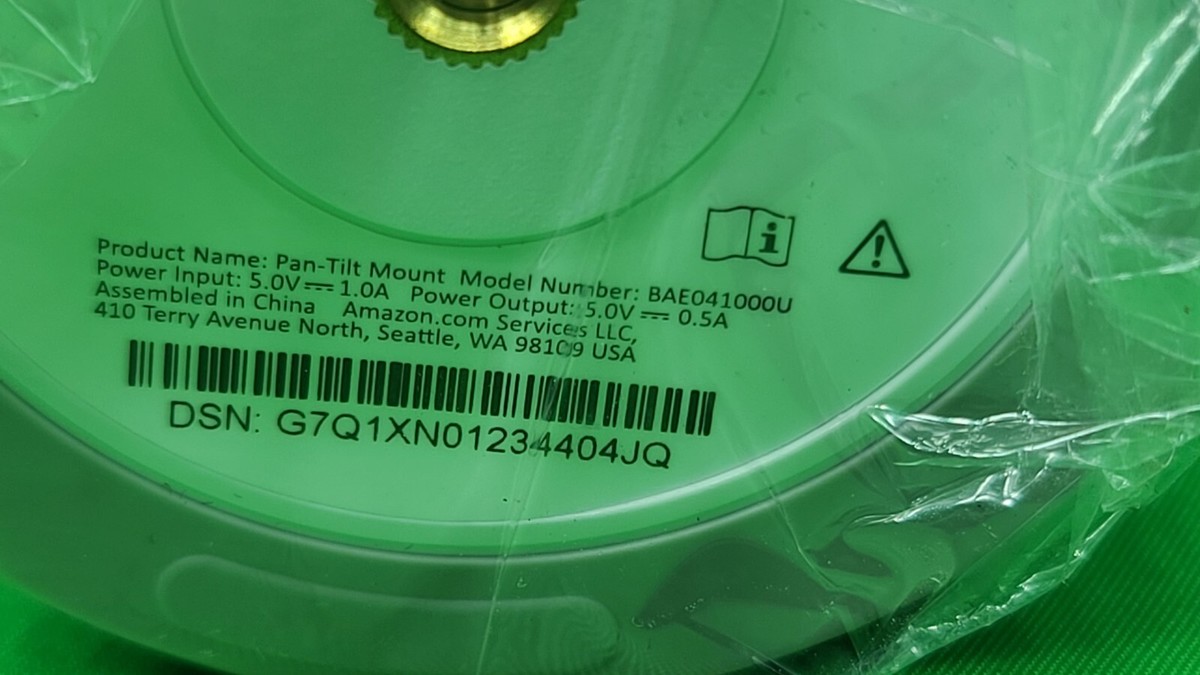 Product Name: Pan-Tilt Mount Model Number: BAE041000U
Power Input: 5.0V⎓1.0A Power Output: 5.0V⎓0.5A
Assembled in China Amazon.com Services LLC,
410 Terry Avenue North, Seattle, WA 98109 USA
DSN: G7Q1XN01234404JQ